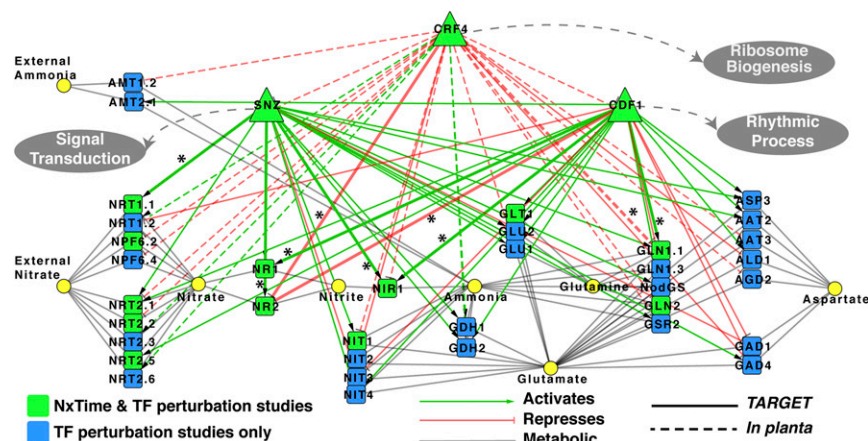 CRF4
Ribosome
Biogenesis
External
Ammonia
AMT1.2
AMT2.1
SNZ
CDF1
Signal
Transduction
Rhythmic
Process
*
NRT1.1
NRT1.2
NPF6.2
NPF6.4
GLT1
GLU2
GLU1
ASP3
AAT2
AAT3
ALD1
AGD2
*
*
*
*
*
*
GLN1.1
GLN1.3
NodGS
GLN2
GSR2
External
Nitrate
Nitrate
NR1
*
NR2
Nitrite
NIR1
Ammonia
Glutamine
Aspartate
NRT2.1
NRT2.2
NRT2.3
NRT2.5
NRT2.6
NIT1
NIT2
NIT3
NIT4
GDH1
GDH2
GAD1
GAD4
Glutamate
NxTime & TF perturbation studies
TF perturbation studies only
Activates
Represses
Metabolic
TARGET
In planta